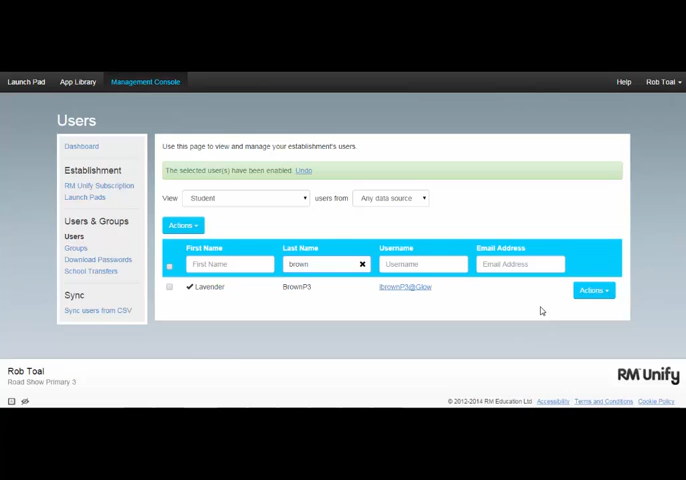 Launch Pad App Library Management Console Help Rob Toal
Users
Dashboard
Establishment
RM Unify Subscription
Launch Pads
Users & Groups
Users
Groups
Download Passwords
School Transfers
Sync
Sync users from CSV
Use this page to view and manage your establishment's users.
The selected user(s) have been enabled. Undo
View Student users from Any data source
Actions
First Name Last Name Username Email Address
First Name brown Username Email Address
Lavender BrownP3 lbrownP3@Glow Actions
Rob Toal
Road Show Primary 3
RM Unify
© 2012-2014 RM Education Ltd Accessibility Terms and Conditions Cookie Policy